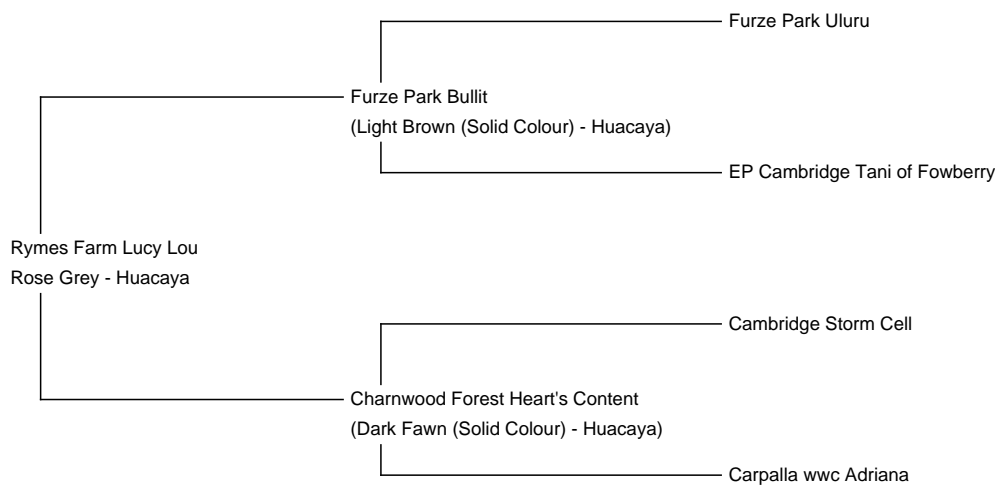 Furze Park Uluru
Furze Park Bullit
(Light Brown (Solid Colour) - Huacaya)
EP Cambridge Tani of Fowberry
Rymes Farm Lucy Lou
Rose Grey - Huacaya
Cambridge Storm Cell
Charnwood Forest Heart's Content
(Dark Fawn (Solid Colour) - Huacaya)
Carpalla wwc Adriana